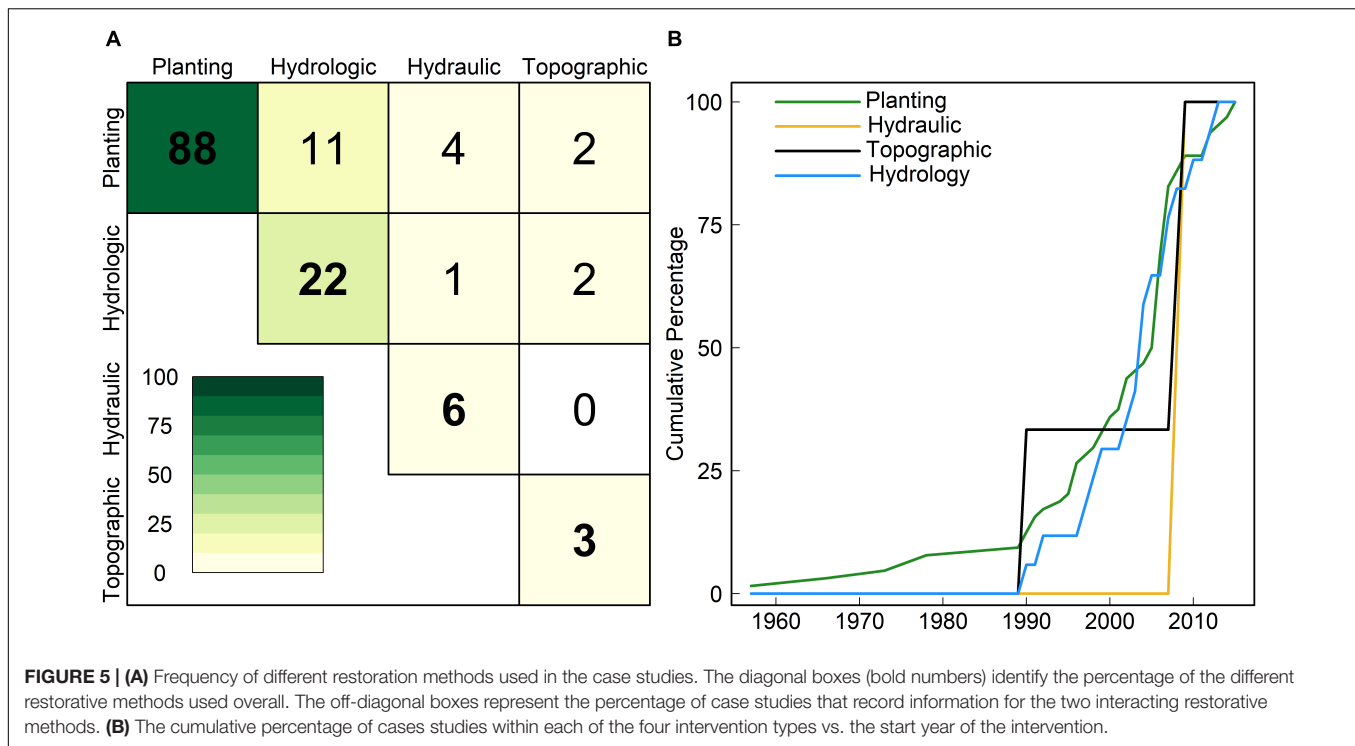 A
B
Planting Hydrologic Hydraulic Topographic
Planting
88 11 4 2
Hydrologic
22 1 2
Hydraulic
6 0
Topographic
3
100
75
50
25
0
Cumulative Percentage
100
75
50
25
0
Planting
Hydraulic
Topographic
Hydrology
1960 1970 1980 1990 2000 2010
FIGURE 5 | (A) Frequency of different restoration methods used in the case studies. The diagonal boxes (bold numbers) identify the percentage of the different
restorative methods used overall. The off-diagonal boxes represent the percentage of case studies that record information for the two interacting restorative
methods. (B) The cumulative percentage of cases studies within each of the four intervention types vs. the start year of the intervention.